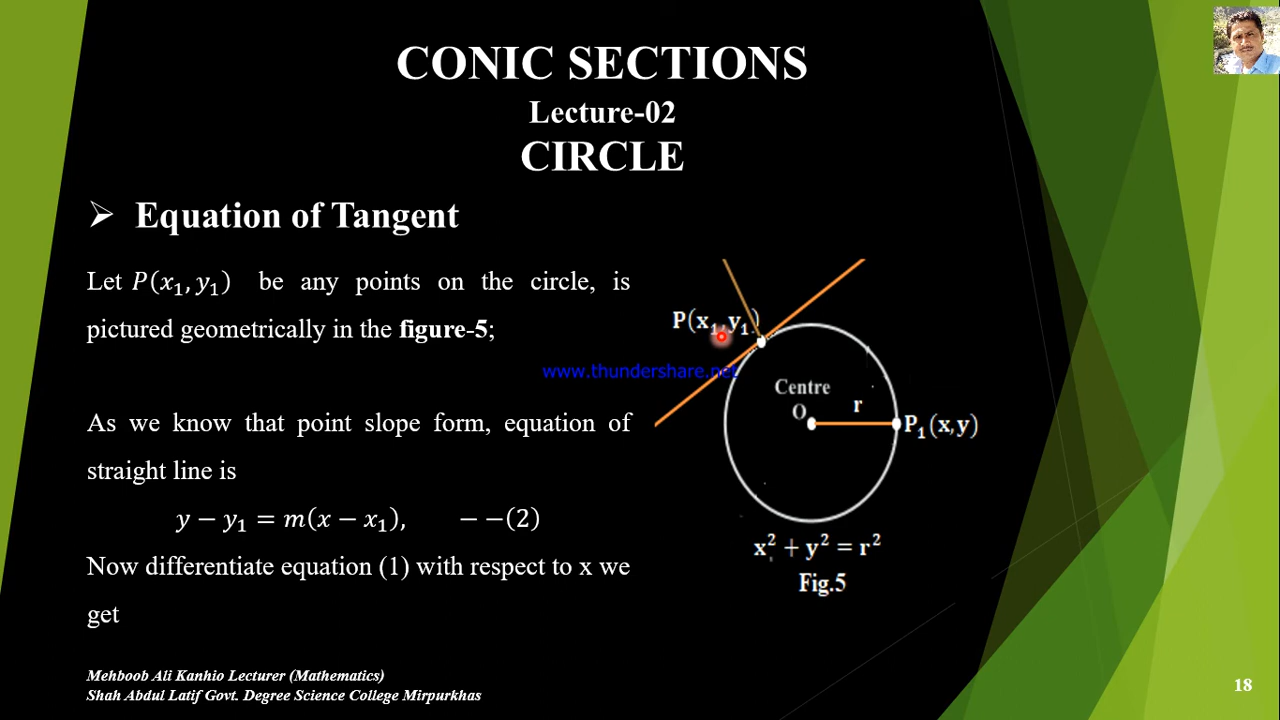 CONIC SECTIONS
Lecture-02
CIRCLE
➢ Equation of Tangent
Let P(x₁, y₁) be any points on the circle, is
pictured geometrically in the figure-5;
As we know that point slope form, equation of
straight line is
y − y₁ = m(x − x₁), − −(2)
Now differentiate equation (1) with respect to x we
get
P(x₁,y₁)
www.thundershare.net
Centre
O
r
P₁(x,y)
x² + y² = r²
Fig.5
Mehboob Ali Kanhio Lecturer (Mathematics)
Shah Abdul Latif Govt. Degree Science College Mirpurkhas
18